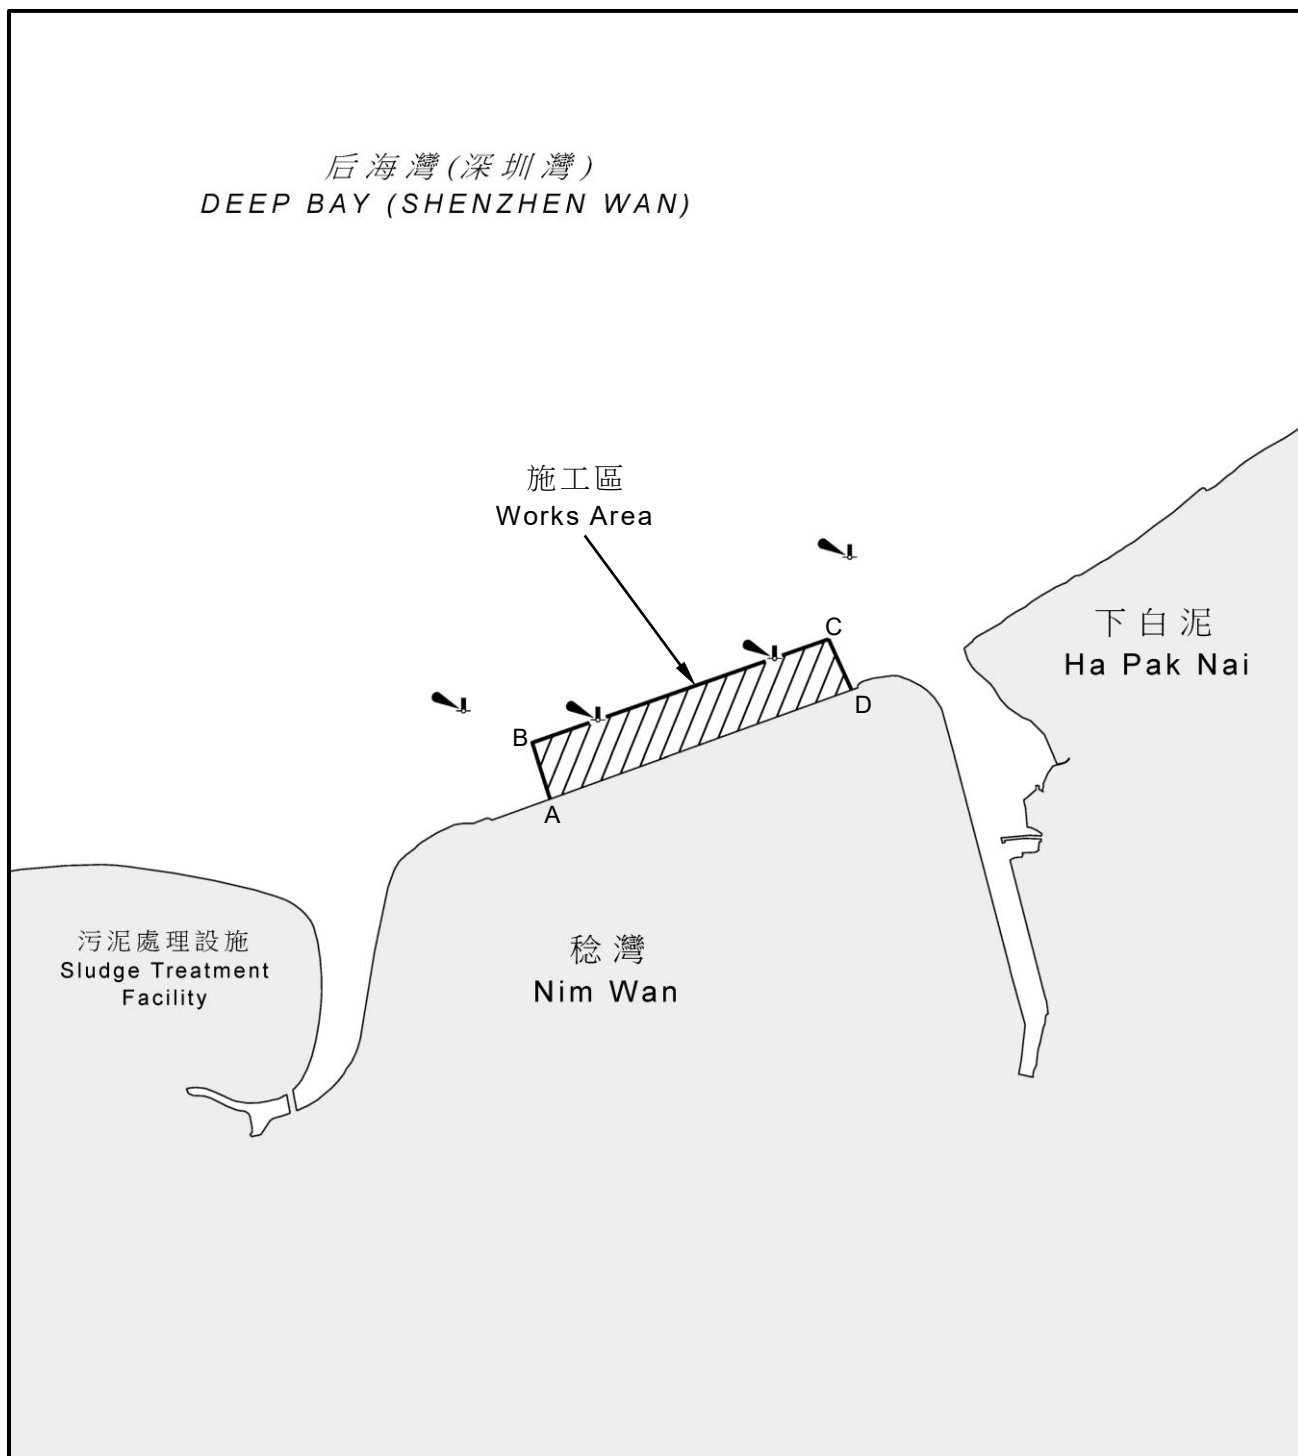 后海灣(深圳灣)
DEEP BAY (SHENZHEN WAN)
施工區
Works Area
下白泥
Ha Pak Nai
C
B
D
A
污泥處理設施
Sludge Treatment
Facility
稔灣
Nim Wan